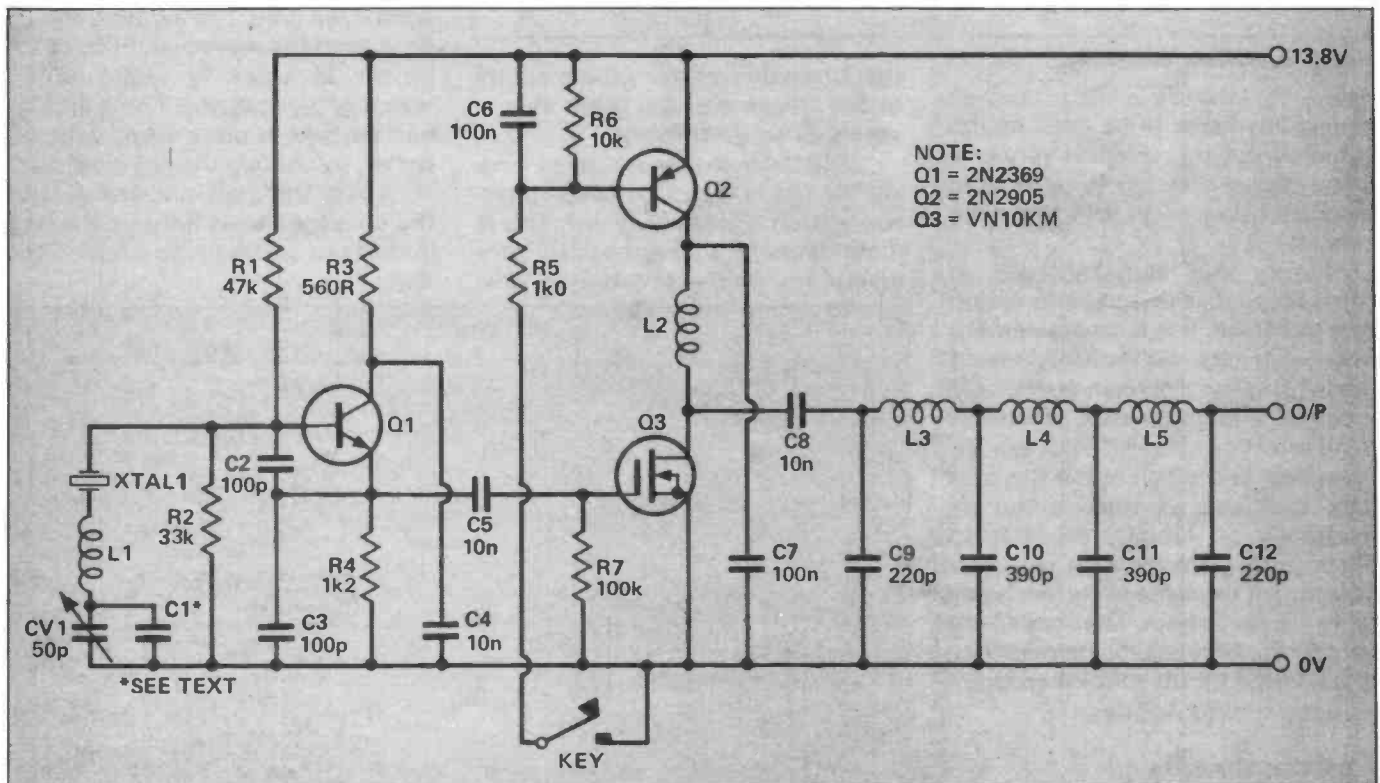 13.8V
C6
100n
R6
10k
NOTE:
Q1 = 2N2369
Q2 = 2N2905
Q3 = VN10KM
Q2
R1
47k
R3
560R
R5
1k0
L2
Q1
Q3
C8
10n
L3
L4
L5
O/P
XTAL1
C2
100p
R2
33k
C5
10n
L1
R4
1k2
R7
100k
C7
100n
C9
220p
C10
390p
C11
390p
C12
220p
CV1
50p
C1*
C3
100p
C4
10n
0V
*SEE TEXT
KEY